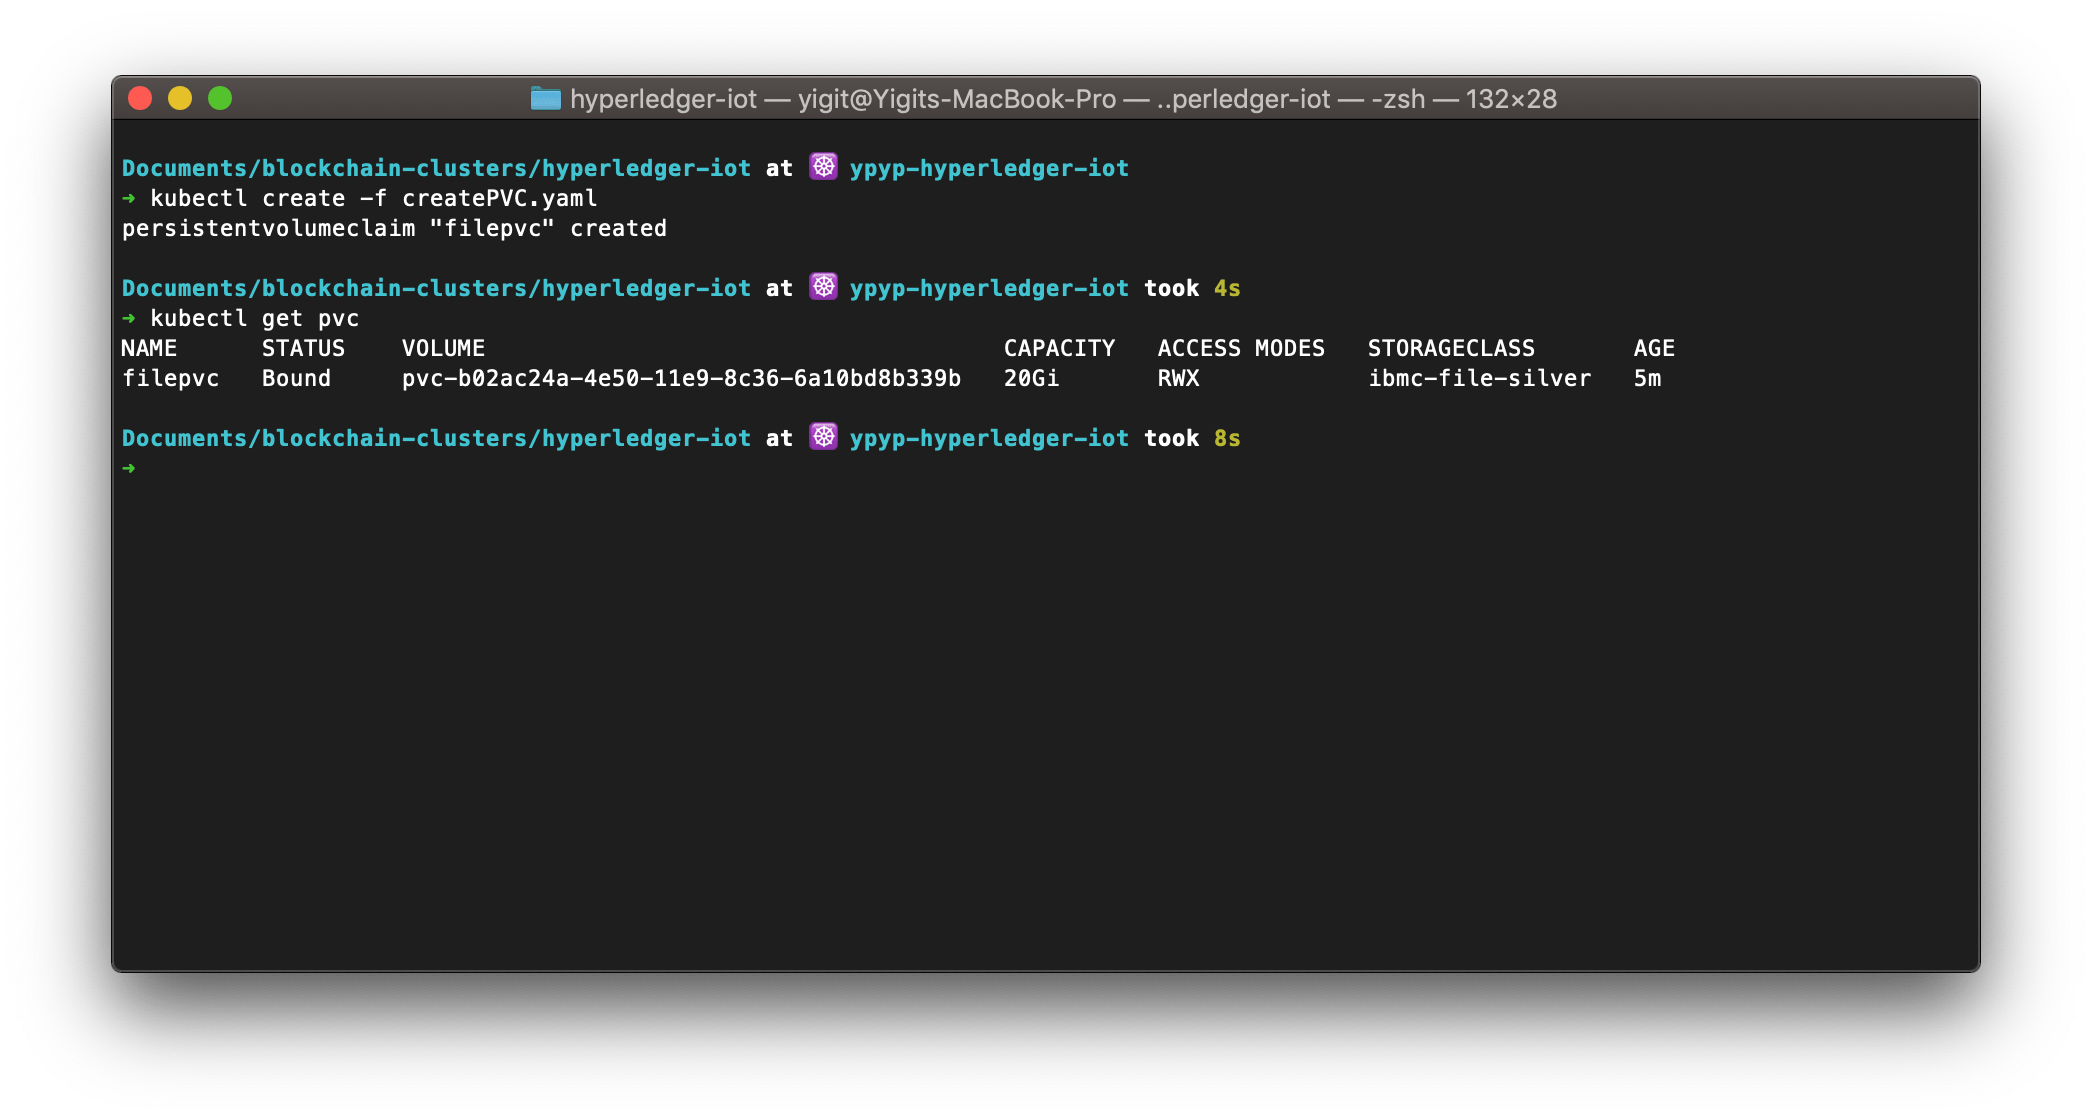 hyperledger-iot — yigit@Yigits-MacBook-Pro — ..perledger-iot — -zsh — 132×28
Documents/blockchain-clusters/hyperledger-iot at ☸ ypyp-hyperledger-iot
➜ kubectl create -f createPVC.yaml
persistentvolumeclaim "filepvc" created
Documents/blockchain-clusters/hyperledger-iot at ☸ ypyp-hyperledger-iot took 4s
➜ kubectl get pvc
NAME STATUS VOLUME CAPACITY ACCESS MODES STORAGECLASS AGE
filepvc Bound pvc-b02ac24a-4e50-11e9-8c36-6a10bd8b339b 20Gi RWX ibmc-file-silver 5m
Documents/blockchain-clusters/hyperledger-iot at ☸ ypyp-hyperledger-iot took 8s
➜